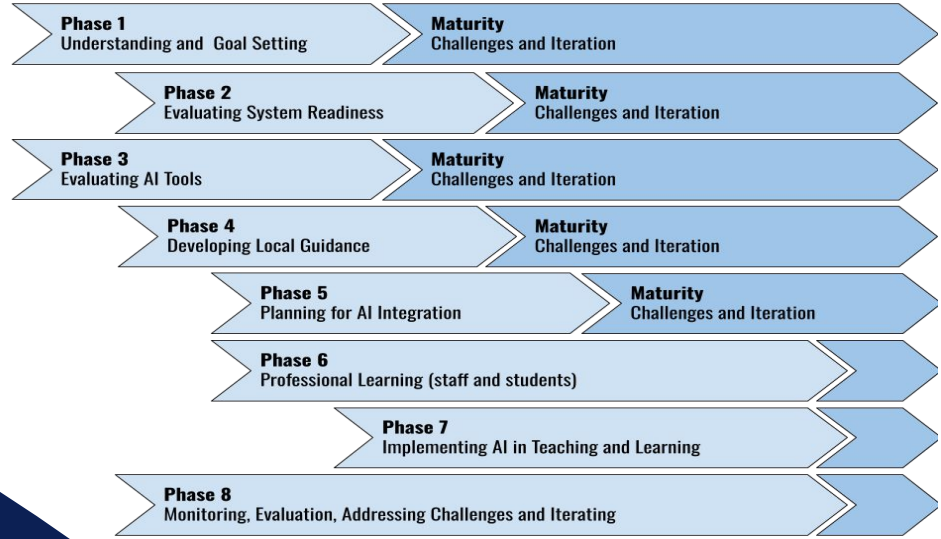 Phase 1
Understanding and Goal Setting
Maturity
Challenges and Iteration
Phase 2
Evaluating System Readiness
Maturity
Challenges and Iteration
Phase 3
Evaluating AI Tools
Maturity
Challenges and Iteration
Phase 4
Developing Local Guidance
Maturity
Challenges and Iteration
Phase 5
Planning for AI Integration
Maturity
Challenges and Iteration
Phase 6
Professional Learning (staff and students)
Phase 7
Implementing AI in Teaching and Learning
Phase 8
Monitoring, Evaluation, Addressing Challenges and Iterating